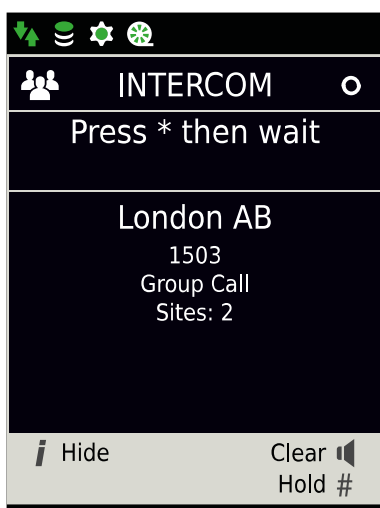 INTERCOM
Press * then wait
London AB
1503
Group Call
Sites: 2
i Hide
Clear
Hold #